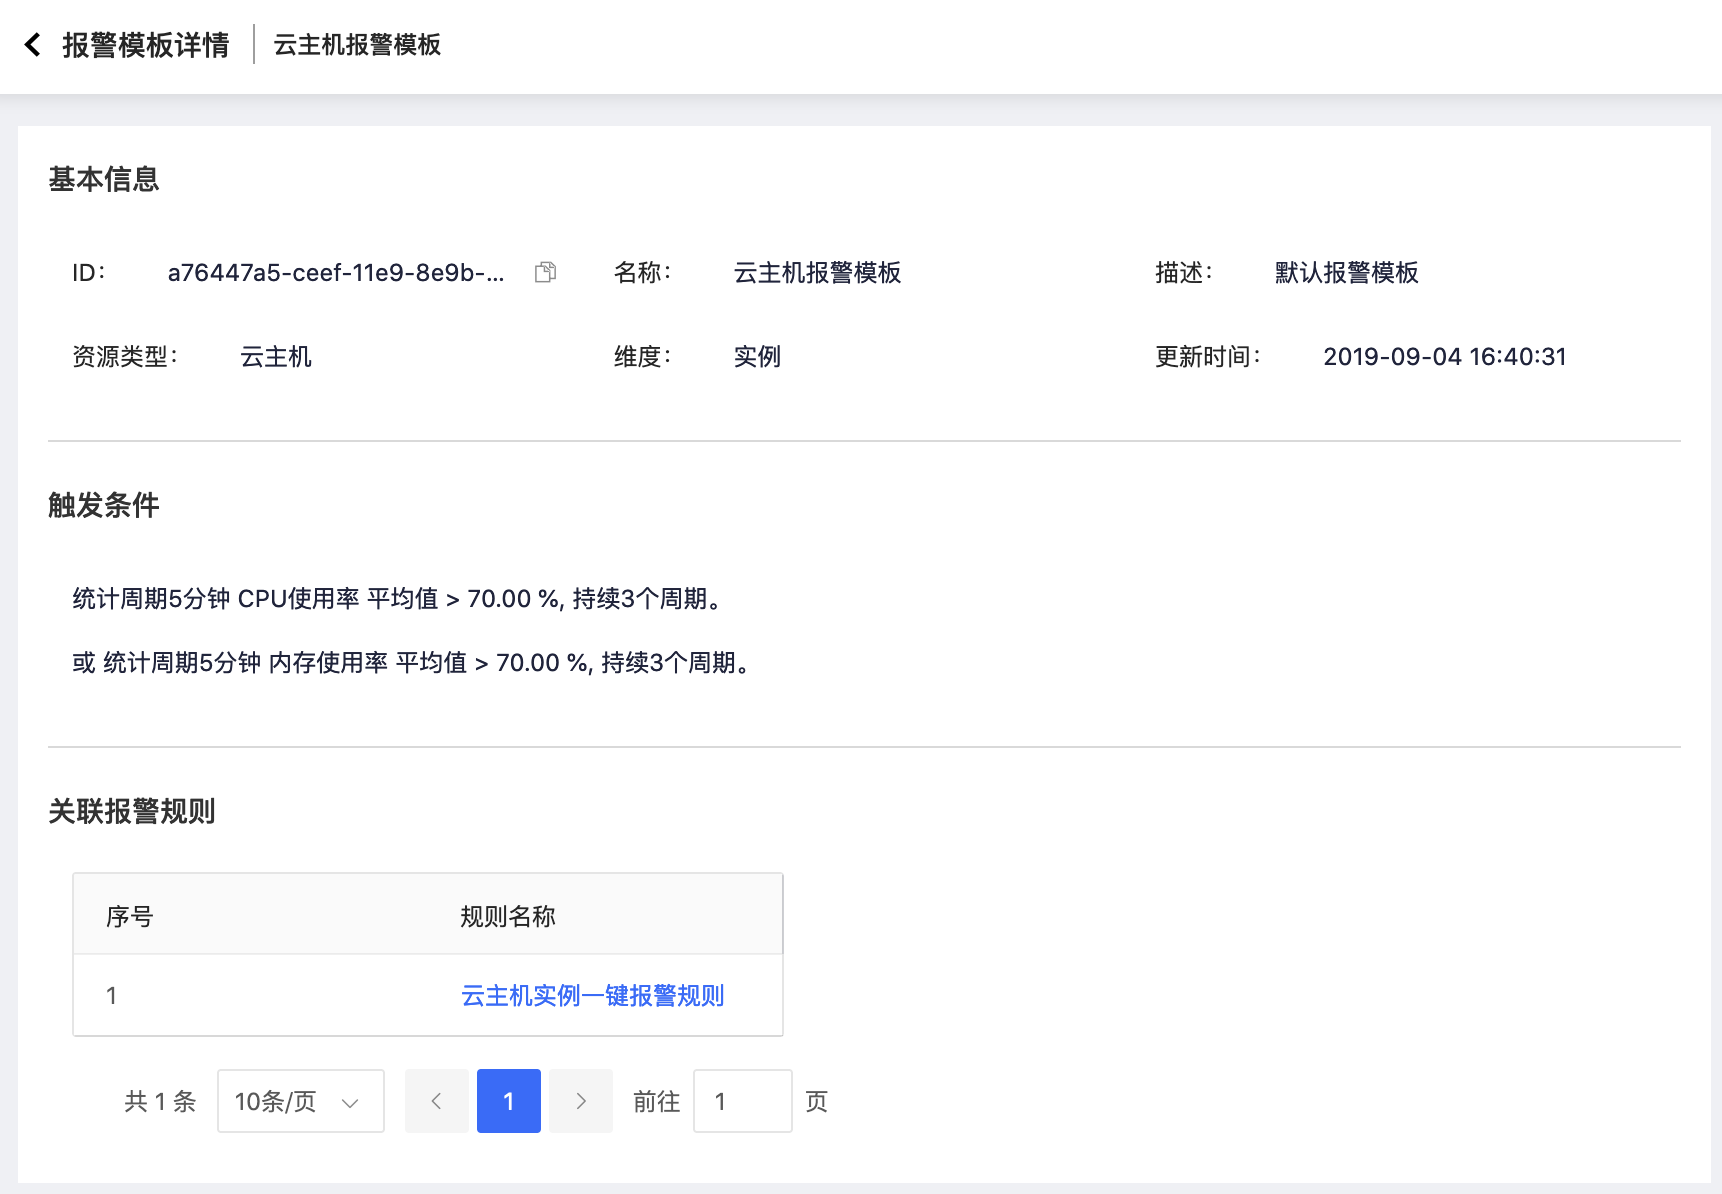 报警模板详情 云主机报警模板
基本信息
ID： a76447a5-ceef-11e9-8e9b-... 名称： 云主机报警模板 描述： 默认报警模板
资源类型： 云主机 维度： 实例 更新时间： 2019-09-04 16:40:31
触发条件
统计周期5分钟 CPU使用率 平均值 > 70.00 %, 持续3个周期。
或 统计周期5分钟 内存使用率 平均值 > 70.00 %, 持续3个周期。
关联报警规则
序号 规则名称
1 云主机实例一键报警规则
共 1 条 10条/页 1 前往 1 页